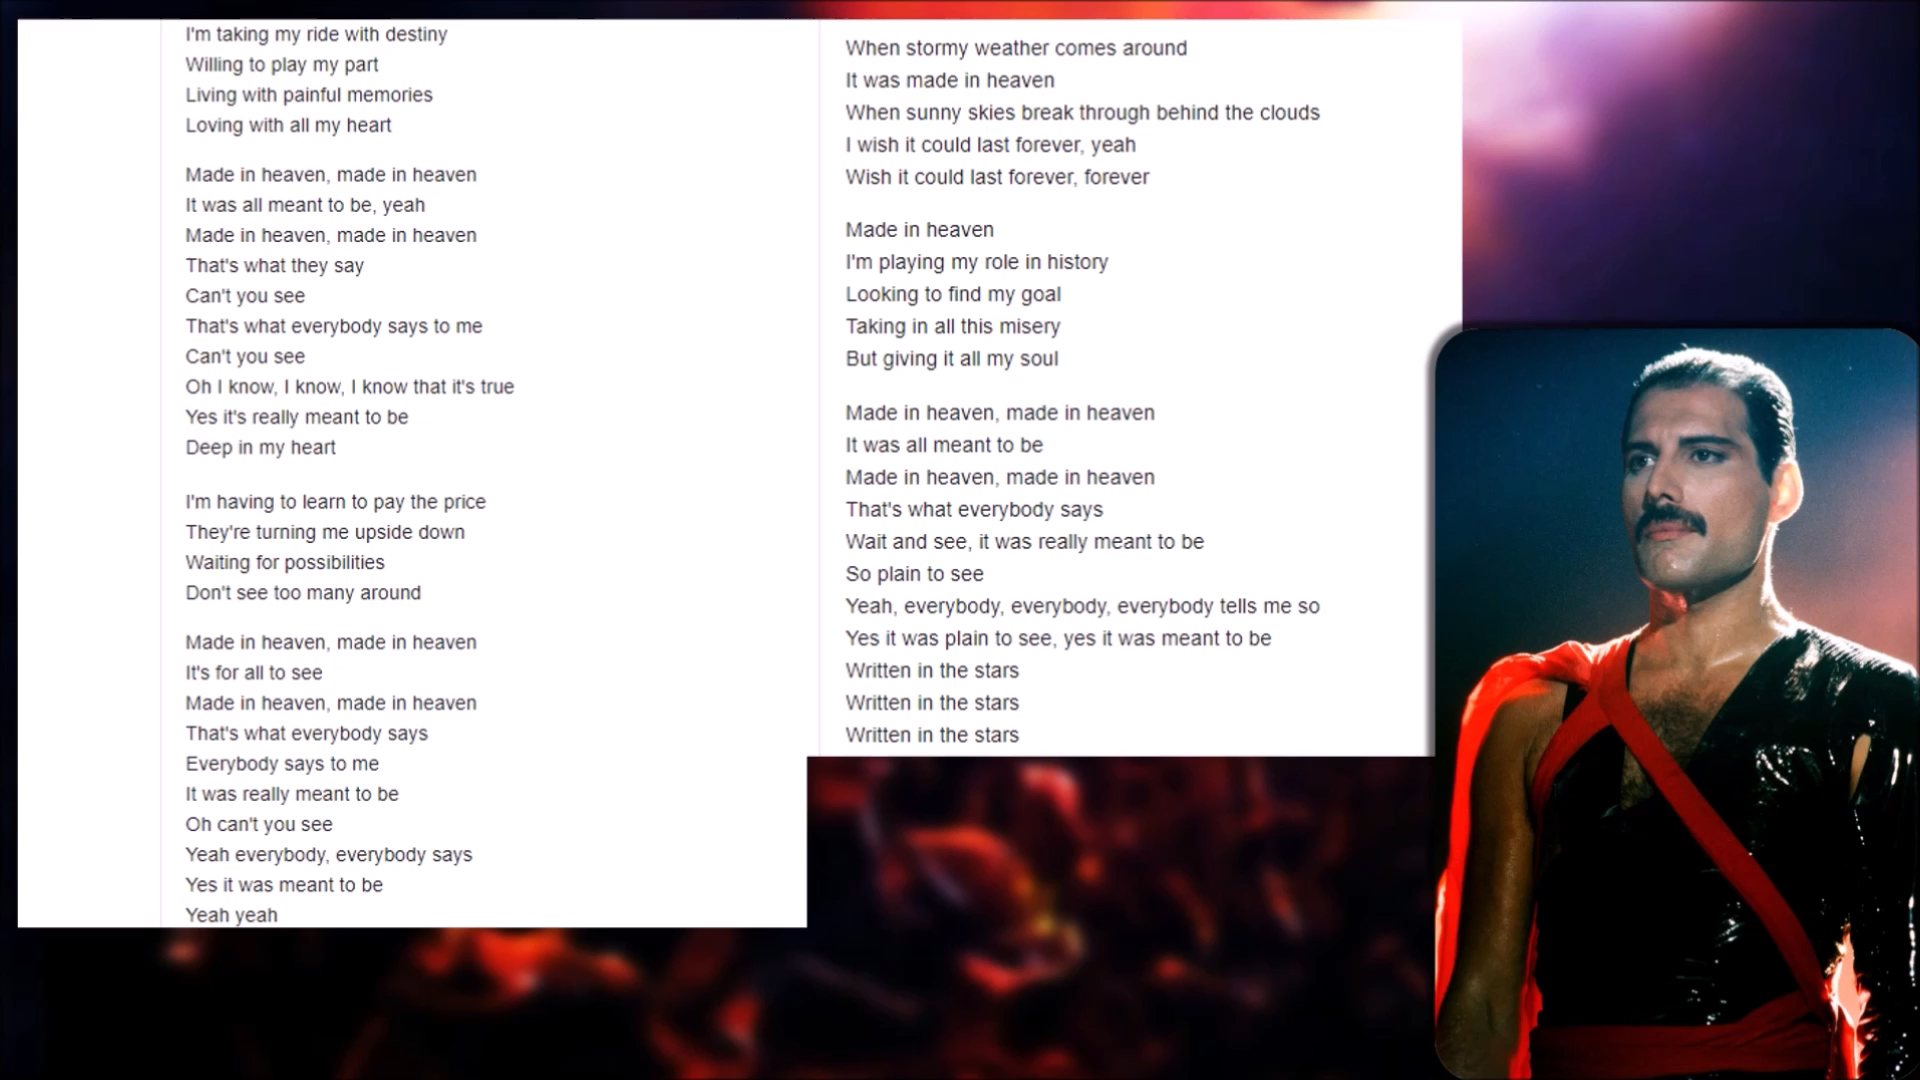 I'm taking my ride with destiny
Willing to play my part
Living with painful memories
Loving with all my heart
Made in heaven, made in heaven
It was all meant to be, yeah
Made in heaven, made in heaven
That's what they say
Can't you see
That's what everybody says to me
Can't you see
Oh I know, I know, I know that it's true
Yes it's really meant to be
Deep in my heart
I'm having to learn to pay the price
They're turning me upside down
Waiting for possibilities
Don't see too many around
Made in heaven, made in heaven
It's for all to see
Made in heaven, made in heaven
That's what everybody says
Everybody says to me
It was really meant to be
Oh can't you see
Yeah everybody, everybody says
Yes it was meant to be
Yeah yeah
When stormy weather comes around
It was made in heaven
When sunny skies break through behind the clouds
I wish it could last forever, yeah
Wish it could last forever, forever
Made in heaven
I'm playing my role in history
Looking to find my goal
Taking in all this misery
But giving it all my soul
Made in heaven, made in heaven
It was all meant to be
Made in heaven, made in heaven
That's what everybody says
Wait and see, it was really meant to be
So plain to see
Yeah, everybody, everybody, everybody tells me so
Yes it was plain to see, yes it was meant to be
Written in the stars
Written in the stars
Written in the stars